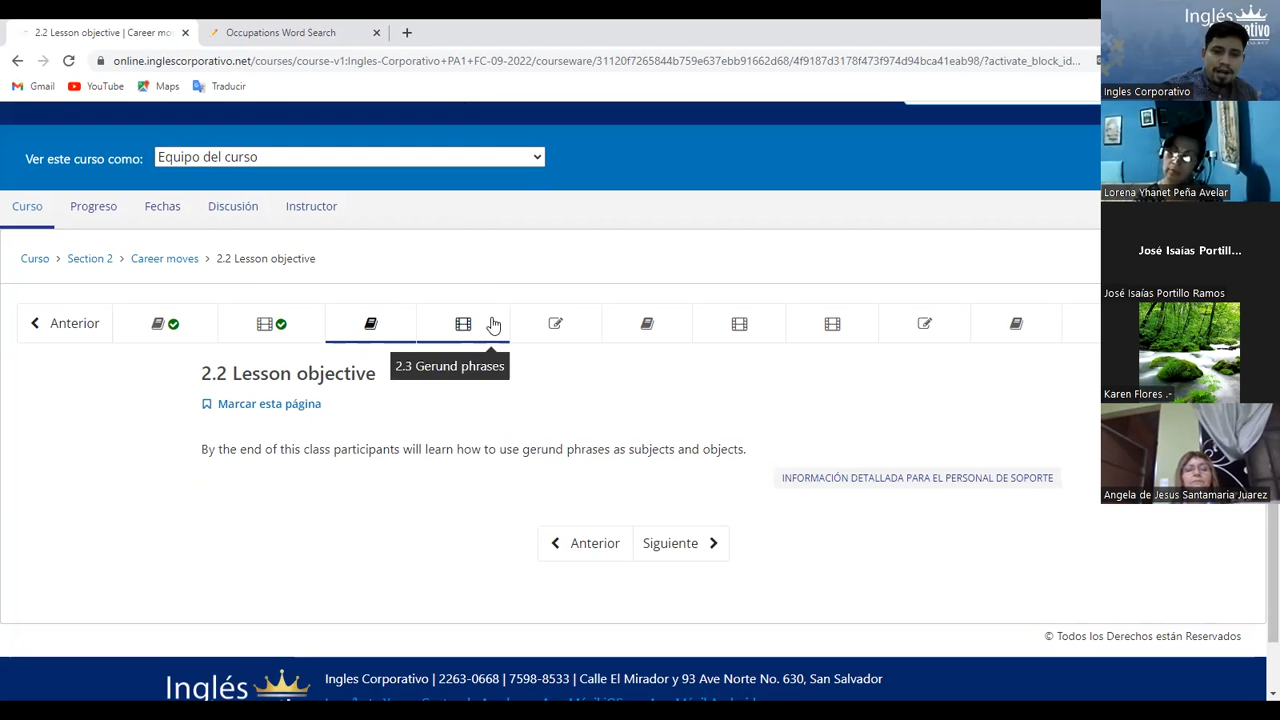 2.2 Lesson objective | Career mo
Occupations Word Search
online.inglescorporativo.net/courses/course-v1:Ingles-Corporativo+PA1+FC-09-2022/courseware/31120f7265844b759e637ebb91662d68/4f9187d3178f473f974d94bca41eab98/?activate_block_id...
Gmail
YouTube
Maps
Traducir
Ver este curso como:
Equipo del curso
Curso
Progreso
Fechas
Discusión
Instructor
Curso > Section 2 > Career moves > 2.2 Lesson objective
Anterior
2.3 Gerund phrases
2.2 Lesson objective
Marcar esta página
By the end of this class participants will learn how to use gerund phrases as subjects and objects.
INFORMACIÓN DETALLADA PARA EL PERSONAL DE SOPORTE
Anterior
Siguiente
© Todos los Derechos están Reservados
Inglés
Ingles Corporativo | 2263-0668 | 7598-8533 | Calle El Mirador y 93 Ave Norte No. 630, San Salvador
Inglés
Ingles Corporativo
Lorena Yhanet Peña Avelar
José Isaías Portill...
José Isaías Portillo Ramos
Karen Flores .-
Angela de Jesus Santamaria Juarez